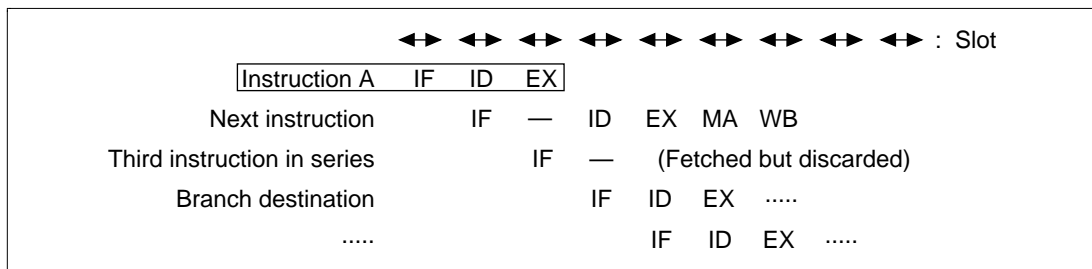 : Slot
Instruction A IF ID EX
Next instruction IF — ID EX MA WB
Third instruction in series IF — (Fetched but discarded)
Branch destination IF ID EX .....
..... IF ID EX .....